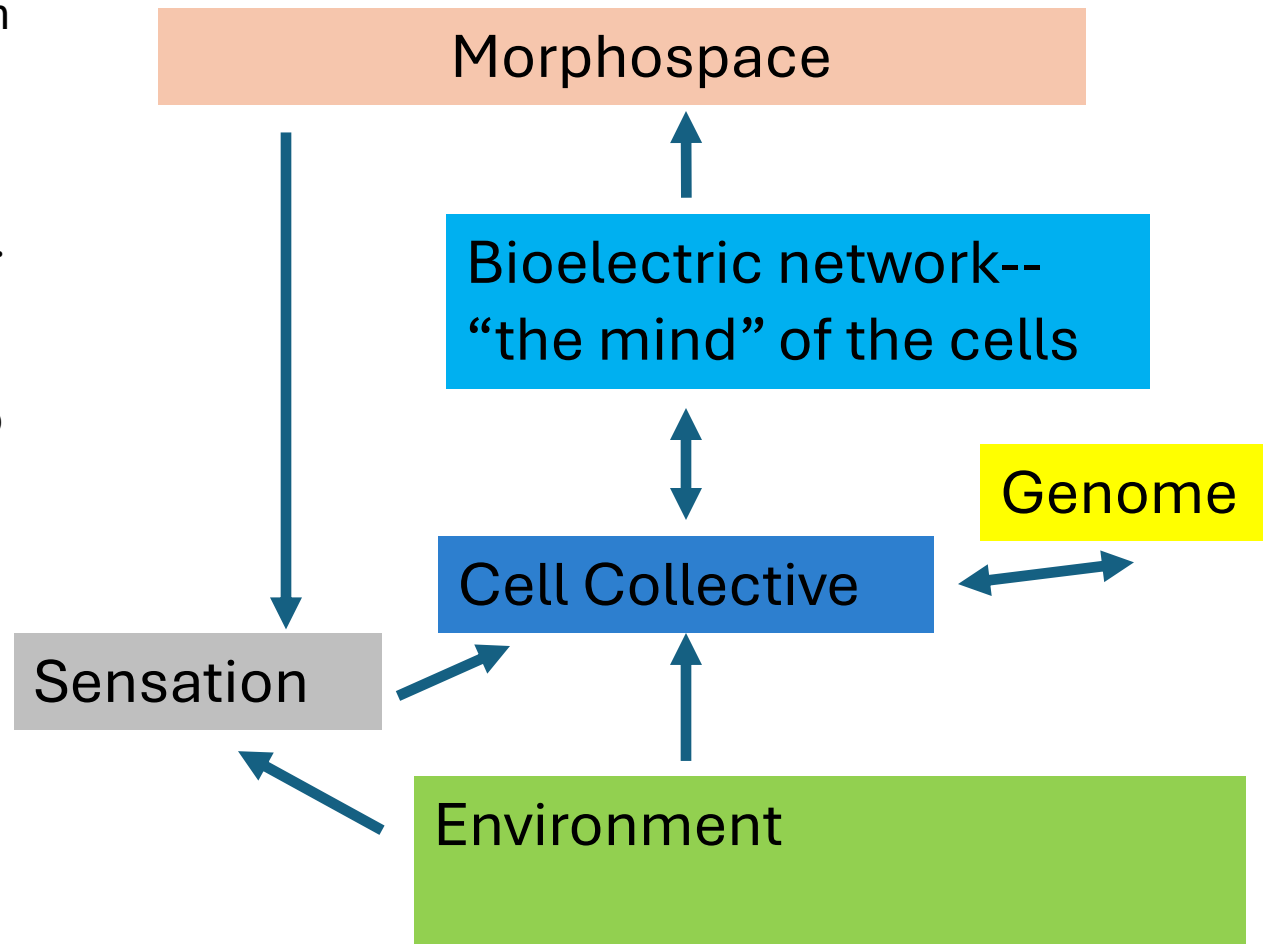 Morphospace
Bioelectric network--
“the mind” of the cells
Genome
Cell Collective
Sensation
Environment